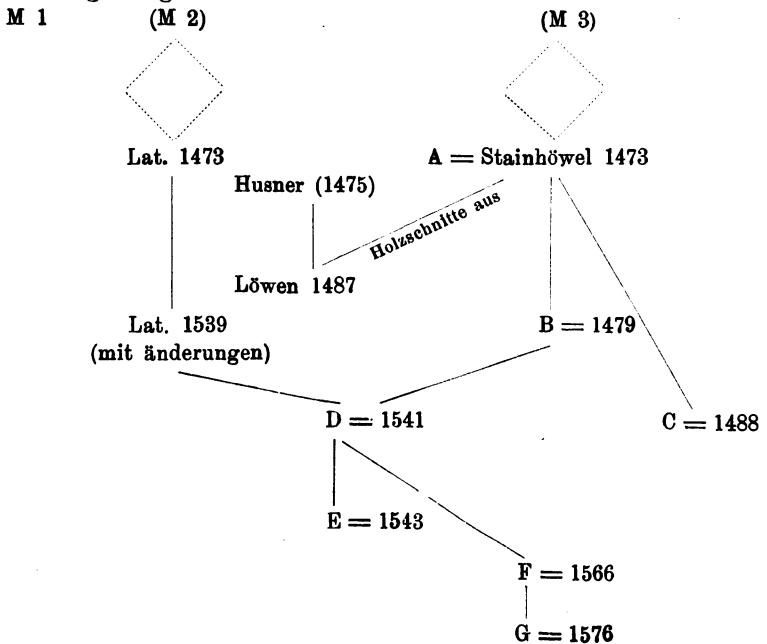 M 1 (M 2) (M 3)
Lat. 1473 A = Stainhöwel 1473
Husner (1475)
Holzschnitte aus
Löwen 1487
Lat. 1539 B = 1479
(mit änderungen)
D = 1541 C = 1488
E = 1543
F = 1566
G = 1576